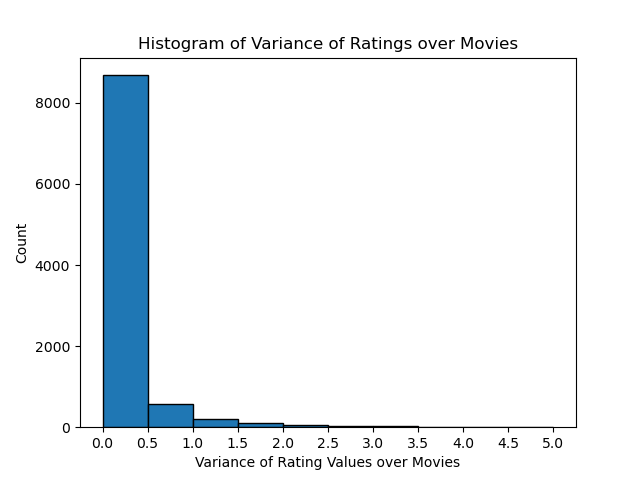 Histogram of Variance of Ratings over Movies
Count
8000
6000
4000
2000
0
0.0 0.5 1.0 1.5 2.0 2.5 3.0 3.5 4.0 4.5 5.0
Variance of Rating Values over Movies